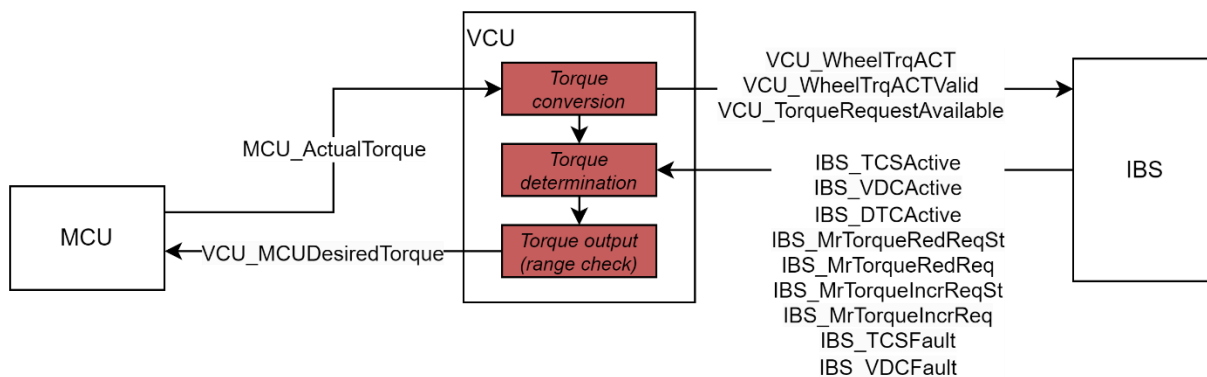 VCU
Torque
conversion
VCU_WheelTrqACT
VCU_WheelTrqACTValid
VCU_TorqueRequestAvailable
MCU_ActualTorque
Torque
determination
IBS_TCSActive
IBS_VDCActive
IBS_DTCActive
IBS_MrTorqueRedReqSt
IBS_MrTorqueRedReq
IBS_MrTorqueIncrReqSt
IBS_MrTorqueIncrReq
IBS_TCSFault
IBS_VDCFault
IBS
MCU
VCU_MCUDesiredTorque
Torque output
(range check)